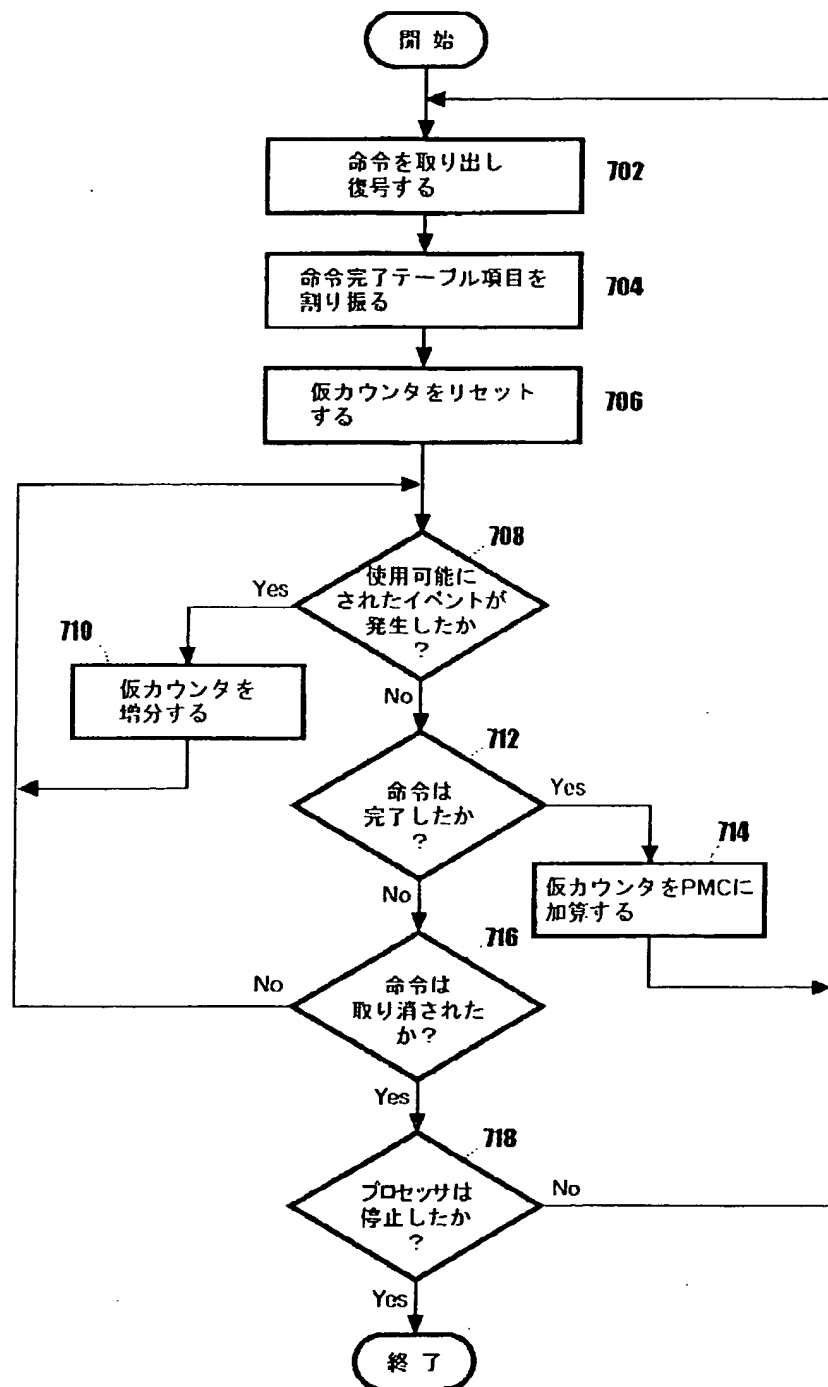 開 始
命令を取り出し
復号する
702
命令完了テーブル項目を
割り振る
704
仮カウンタをリセット
する
706
708
使用可能に
されたイベントが
発生したか
?
Yes
No
710
仮カウンタを
増分する
712
命令は
完了したか
?
Yes
No
714
仮カウンタをPMCに
加算する
716
命令は
取り消された
か?
No
Yes
718
プロセッサは
停止したか
?
No
Yes
終 了